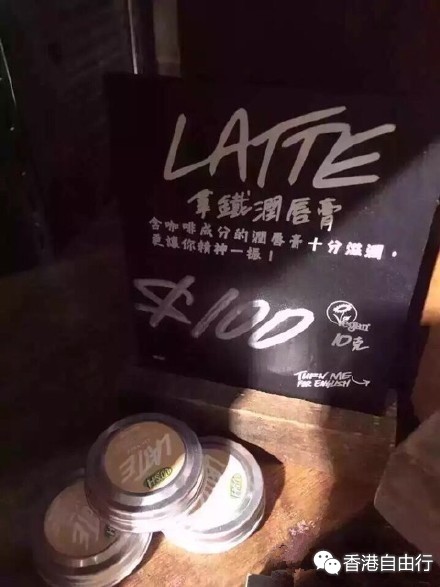 LATTE
拿鐵潤唇膏
含咖啡成分的潤唇膏十分滋潤，
更讓你精神一振！
$100
Vegan
10克
TURN ME
FOR ENGLISH
LATTE
LATTE
香港自由行